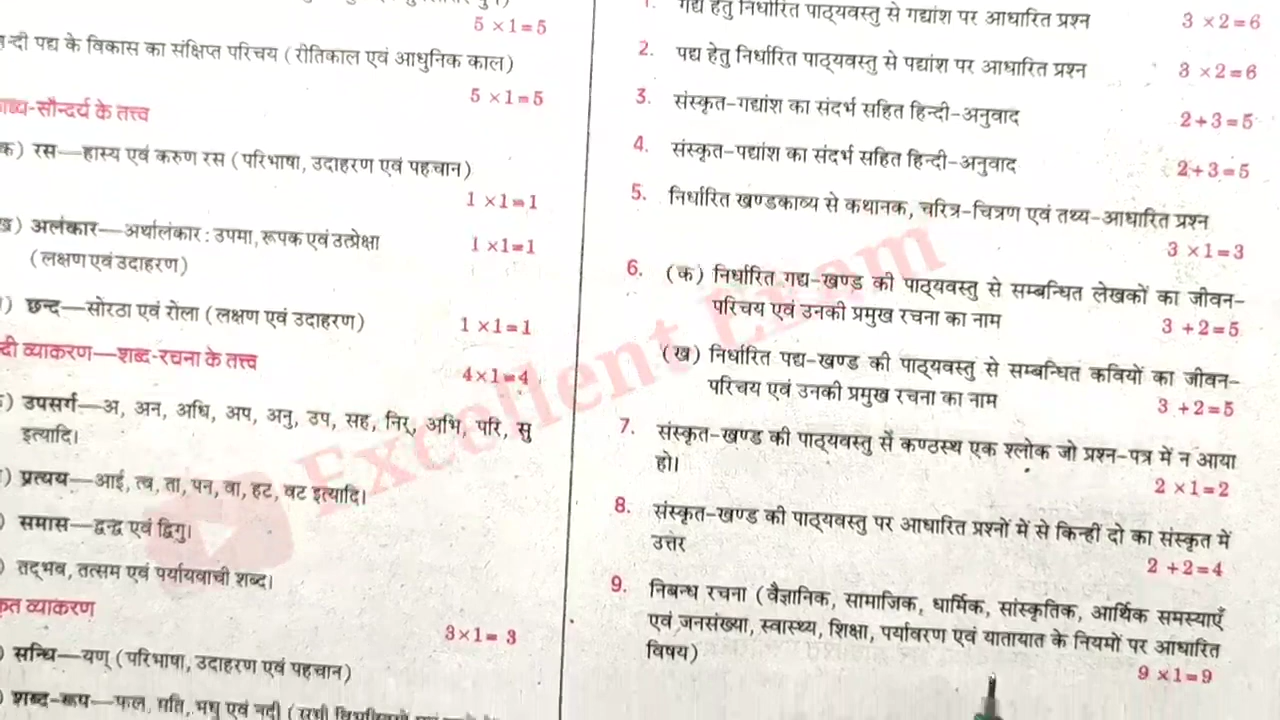 5 ×1=5
न्दी पद्य के विकास का संक्षिप्त परिचय (रीतिकाल एवं आधुनिक काल)
5 ×1=5
काव्य-सौन्दर्य के तत्त्व
क) रस—हास्य एवं करुण रस (परिभाषा, उदाहरण एवं पहचान)
1 ×1=1
ख) अलंकार—अर्थालंकार : उपमा, रूपक एवं उत्प्रेक्षा 1 ×1=1
(लक्षण एवं उदाहरण)
) छन्द—सोरठा एवं रोला (लक्षण एवं उदाहरण) 1 ×1=1
न्दी व्याकरण—शब्द-रचना के तत्त्व 4×1=4
) उपसर्ग—अ, अन, अधि, अप, अनु, उप, सह, निर्, अभि, परि, सु
इत्यादि।
) प्रत्यय—आई, त्व, ता, पन, वा, हट, वट इत्यादि।
) समास—द्वन्द्व एवं द्विगु।
) तद्भव, तत्सम एवं पर्यायवाची शब्द।
कृत व्याकरण
3×1= 3
) सन्धि—यण् (परिभाषा, उदाहरण एवं पहचान)
) शब्द-रूप—फल, मति, मधु एवं नदी
1. गद्य हेतु निर्धारित पाठ्यवस्तु से गद्यांश पर आधारित प्रश्न 3 ×2=6
2. पद्य हेतु निर्धारित पाठ्यवस्तु से पद्यांश पर आधारित प्रश्न 3 ×2=6
3. संस्कृत-गद्यांश का संदर्भ सहित हिन्दी-अनुवाद 2+3=5
4. संस्कृत-पद्यांश का संदर्भ सहित हिन्दी-अनुवाद 2+3=5
5. निर्धारित खण्डकाव्य से कथानक, चरित्र-चित्रण एवं तथ्य-आधारित प्रश्न
3 ×1=3
6. (क) निर्धारित गद्य-खण्ड की पाठ्यवस्तु से सम्बन्धित लेखकों का जीवन-
परिचय एवं उनकी प्रमुख रचना का नाम 3 +2=5
(ख) निर्धारित पद्य-खण्ड की पाठ्यवस्तु से सम्बन्धित कवियों का जीवन-
परिचय एवं उनकी प्रमुख रचना का नाम 3 +2=5
7. संस्कृत-खण्ड की पाठ्यवस्तु से कण्ठस्थ एक श्लोक जो प्रश्न-पत्र में न आया
हो। 2 ×1=2
8. संस्कृत-खण्ड की पाठ्यवस्तु पर आधारित प्रश्नों में से किन्हीं दो का संस्कृत में
उत्तर 2 +2=4
9. निबन्ध रचना (वैज्ञानिक, सामाजिक, धार्मिक, सांस्कृतिक, आर्थिक समस्याएँ
एवं जनसंख्या, स्वास्थ्य, शिक्षा, पर्यावरण एवं यातायात के नियमों पर आधारित
विषय) 9 ×1=9
Excellent Exam